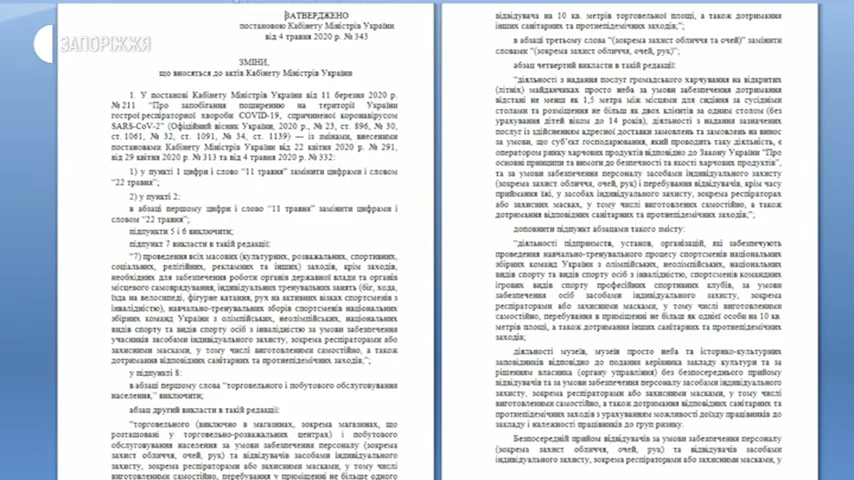 ЗАПОРІЖЖЯ
ЗАТВЕРДЖЕНО
постановою Кабінету Міністрів України
від 4 травня 2020 р. № 343
ЗМІНИ,
що вносяться до актів Кабінету Міністрів України
1. У постанові Кабінету Міністрів України від 11 березня 2020 р.
№ 211 “Про запобігання поширенню на території України
гострої респіраторної хвороби COVID-19, спричиненої коронавірусом
SARS-CoV-2” (Офіційний вісник України, 2020 р., № 23, ст. 896, № 30,
ст. 1061, № 32, ст. 1091, № 34, ст. 1139) — із змінами, внесеними
постановами Кабінету Міністрів України від 22 квітня 2020 р. № 291,
від 29 квітня 2020 р. № 313 та від 4 травня 2020 р. № 332:
1) у пункті 1 цифри і слово “11 травня” замінити цифрами і словом
“22 травня”;
2) у пункті 2:
в абзаці першому цифри і слово “11 травня” замінити цифрами і
словом “22 травня”;
підпункти 5 і 6 виключити;
підпункт 7 викласти в такій редакції:
“7) проведення всіх масових (культурних, розважальних, спортивних,
соціальних, релігійних, рекламних та інших) заходів, крім заходів,
необхідних для забезпечення роботи органів державної влади та органів
місцевого самоврядування, індивідуальних тренувальних занять (біг, хода,
їзда на велосипеді, фігурне катання, рух на активних візках спортсменів з
інвалідністю), навчально-тренувальних зборів спортсменів національних
збірних команд України з олімпійських, неолімпійських, національних
видів спорту та видів спорту осіб з інвалідністю за умови забезпечення
учасників засобами індивідуального захисту, зокрема респіраторами або
захисними масками, у тому числі виготовленими самостійно, а також
дотримання відповідних санітарних та протиепідемічних заходів;”;
у підпункті 8:
в абзаці першому слова “торговельного і побутового обслуговування
населення,” виключити;
абзац другий викласти в такій редакції:
“торговельного (виключно в магазинах, зокрема магазинах, що
розташовані у торговельно-розважальних центрах) і побутового
обслуговування населення за умови забезпечення персоналу (зокрема
захист обличчя, очей, рук) та відвідувачів засобами індивідуального
захисту, зокрема респіраторами або захисними масками, у тому числі
виготовленими самостійно, перебування у приміщенні не більше одного
відвідувача на 10 кв. метрів торговельної площі, а також дотримання
інших санітарних та протиепідемічних заходів;”;
в абзаці третьому слова “(зокрема захист обличчя та очей)” замінити
словами “(зокрема захист обличчя, очей, рук)”;
абзац четвертий викласти в такій редакції:
“діяльності з надання послуг громадського харчування на відкритих
(літніх) майданчиках просто неба за умови забезпечення дотримання
відстані не менш як 1,5 метра між місцями для сидіння за сусідніми
столами та розміщення не більш як двох клієнтів за одним столом (без
урахування дітей віком до 14 років), діяльності з надання зазначених
послуг із здійсненням адресної доставки замовлень та замовлень на винос
за умови, що суб’єкт господарювання, який проводить таку діяльність, є
оператором ринку харчових продуктів відповідно до Закону України “Про
основні принципи та вимоги до безпечності та якості харчових продуктів”,
та за умови забезпечення персоналу засобами індивідуального захисту
(зокрема захист обличчя, очей, рук) і перебування відвідувачів, крім часу
приймання їжі, у засобах індивідуального захисту, зокрема респіраторах
або захисних масках, у тому числі виготовлених самостійно, а також
дотримання відповідних санітарних та протиепідемічних заходів,”;
доповнити підпункт абзацами такого змісту:
“діяльності підприємств, установ, організацій, які забезпечують
проведення навчально-тренувального процесу спортсменів національних
збірних команд України з олімпійських, неолімпійських, національних
видів спорту та видів спорту осіб з інвалідністю, спортсменів командних
ігрових видів спорту професійних спортивних клубів, за умови
забезпечення осіб засобами індивідуального захисту, зокрема
респіраторами або захисними масками, у тому числі виготовленими
самостійно, перебування в приміщенні не більш як однієї особи на 10 кв.
метрів площі, а також дотримання інших санітарних та протиепідемічних
заходів;
діяльності музеїв, музеїв просто неба та історико-культурних
заповідників відповідно до подання керівника закладу культури та за
рішенням власника (органу управління) без безпосереднього прийому
відвідувачів та за умови забезпечення персоналу засобами індивідуального
захисту, зокрема респіраторами або захисними масками, у тому числі
виготовленими самостійно, а також дотримання відповідних санітарних та
протиепідемічних заходів з урахуванням можливості доїзду працівників до
закладу і належності працівників до груп ризику.
Безпосередній прийом відвідувачів за умови забезпечення персоналу
(зокрема захист обличчя, очей, рук) та відвідувачів засобами
індивідуального захисту, зокрема респіраторами або захисними масками, у